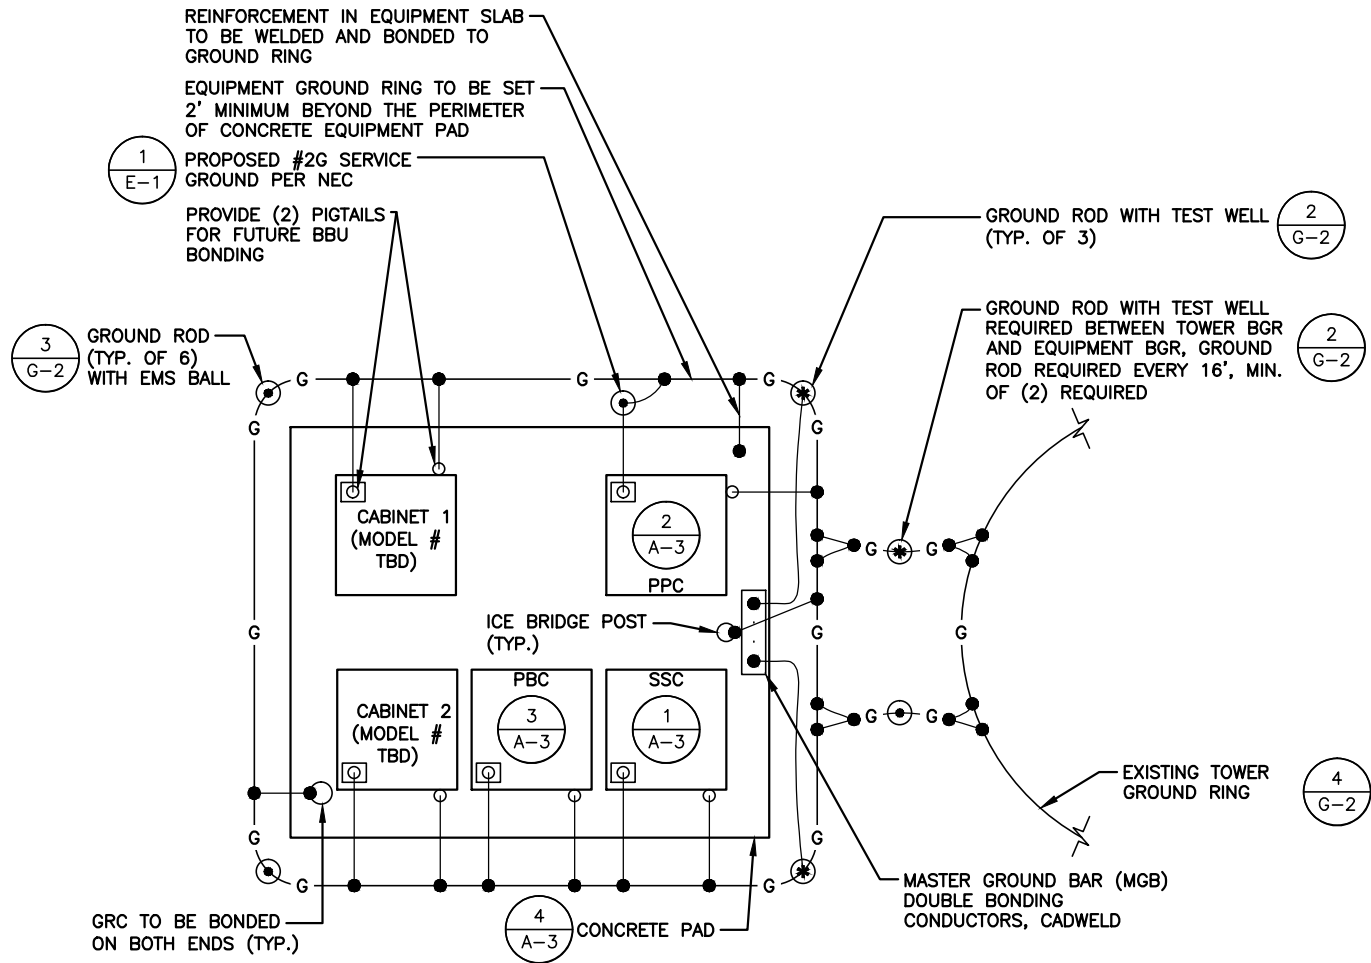 REINFORCEMENT IN EQUIPMENT SLAB
TO BE WELDED AND BONDED TO
GROUND RING
EQUIPMENT GROUND RING TO BE SET
2' MINIMUM BEYOND THE PERIMETER
OF CONCRETE EQUIPMENT PAD
1
E-1
PROPOSED #2G SERVICE
GROUND PER NEC
PROVIDE (2) PIGTAILS
FOR FUTURE BBU
BONDING
GROUND ROD WITH TEST WELL
(TYP. OF 3)
2
G-2
GROUND ROD WITH TEST WELL
REQUIRED BETWEEN TOWER BGR
AND EQUIPMENT BGR, GROUND
ROD REQUIRED EVERY 16', MIN.
OF (2) REQUIRED
2
G-2
3
G-2
GROUND ROD
(TYP. OF 6)
WITH EMS BALL
G
G
G
G
G
CABINET 1
(MODEL #
TBD)
2
A-3
PPC
G
G
ICE BRIDGE POST
(TYP.)
G
G
G
CABINET 2
(MODEL #
TBD)
PBC
3
A-3
SSC
1
A-3
G
G
EXISTING TOWER
GROUND RING
4
G-2
G
G
G
G
MASTER GROUND BAR (MGB)
DOUBLE BONDING
CONDUCTORS, CADWELD
GRC TO BE BONDED
ON BOTH ENDS (TYP.)
4
A-3
CONCRETE PAD